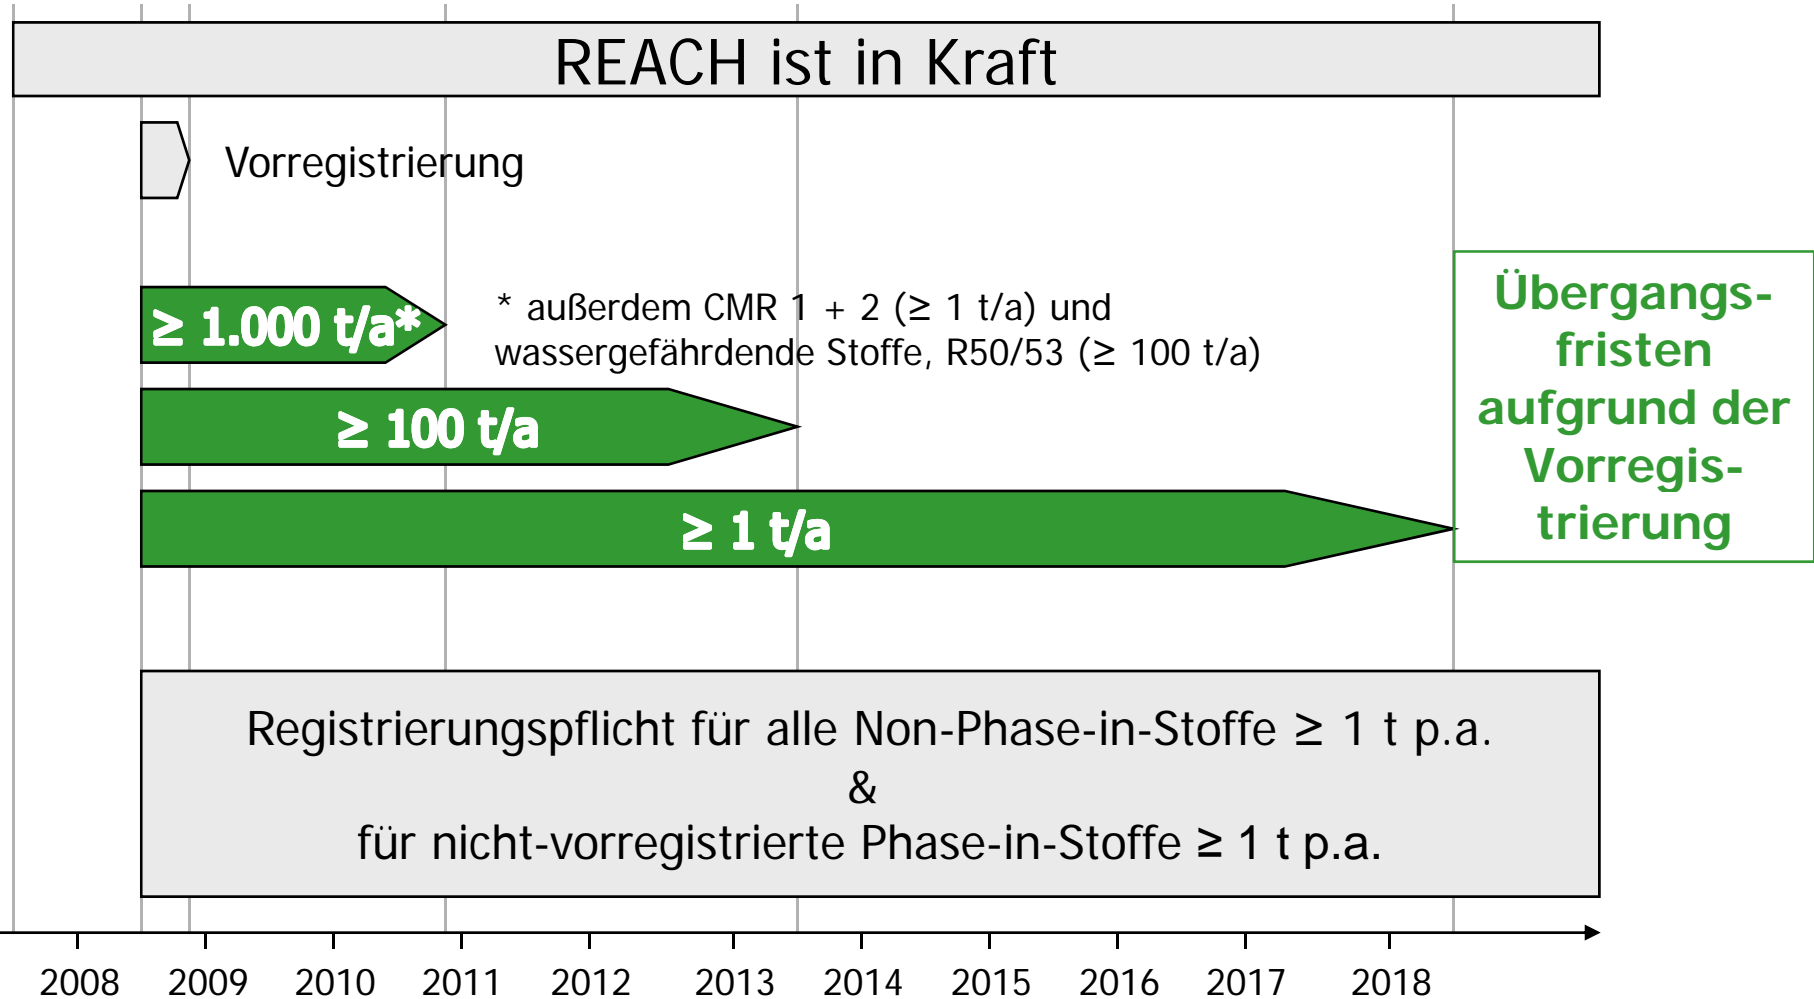 REACH ist in Kraft
Vorregistrierung
≥ 1.000 t/a*
* außerdem CMR 1 + 2 (≥ 1 t/a) und
wassergefährdende Stoffe, R50/53 (≥ 100 t/a)
≥ 100 t/a
≥ 1 t/a
Übergangs-
fristen
aufgrund der
Vorregis-
trierung
Registrierungspflicht für alle Non-Phase-in-Stoffe ≥ 1 t p.a.
&
für nicht-vorregistrierte Phase-in-Stoffe ≥ 1 t p.a.
2008 2009 2010 2011 2012 2013 2014 2015 2016 2017 2018